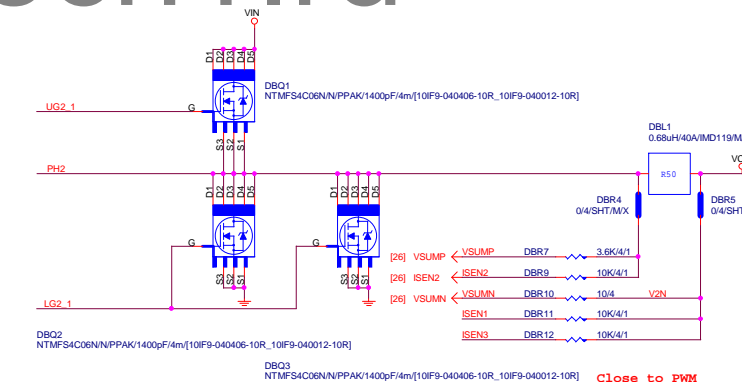 VIN
D1 D2 D3 D4 D5
DBQ1
NTMFS4C06N/N/PPAK/1400pF/4m/[10IF9-040406-10R_10IF9-040012-10R]
UG2_1
G
S3 S2 S1
DBL1
0.68uH/40A/IMD119/M
PH2
R50
D1 D2 D3 D4 D5
D1 D2 D3 D4 D5
DBR4
0/4/SHT/M/X
DBR5
0/4/SHT
G
G
S3 S2 S1
S3 S2 S1
[26] VSUMP VSUMP DBR7 3.6K/4/1
[26] ISEN2 ISEN2 DBR9 10K/4/1
[26] VSUMN VSUMN DBR10 10/4 V2N
ISEN1 DBR11 10K/4/1
ISEN3 DBR12 10K/4/1
LG2_1
DBQ2
NTMFS4C06N/N/PPAK/1400pF/4m/[10IF9-040406-10R_10IF9-040012-10R]
DBQ3
NTMFS4C06N/N/PPAK/1400pF/4m/[10IF9-040406-10R_10IF9-040012-10R]
Close to PWM